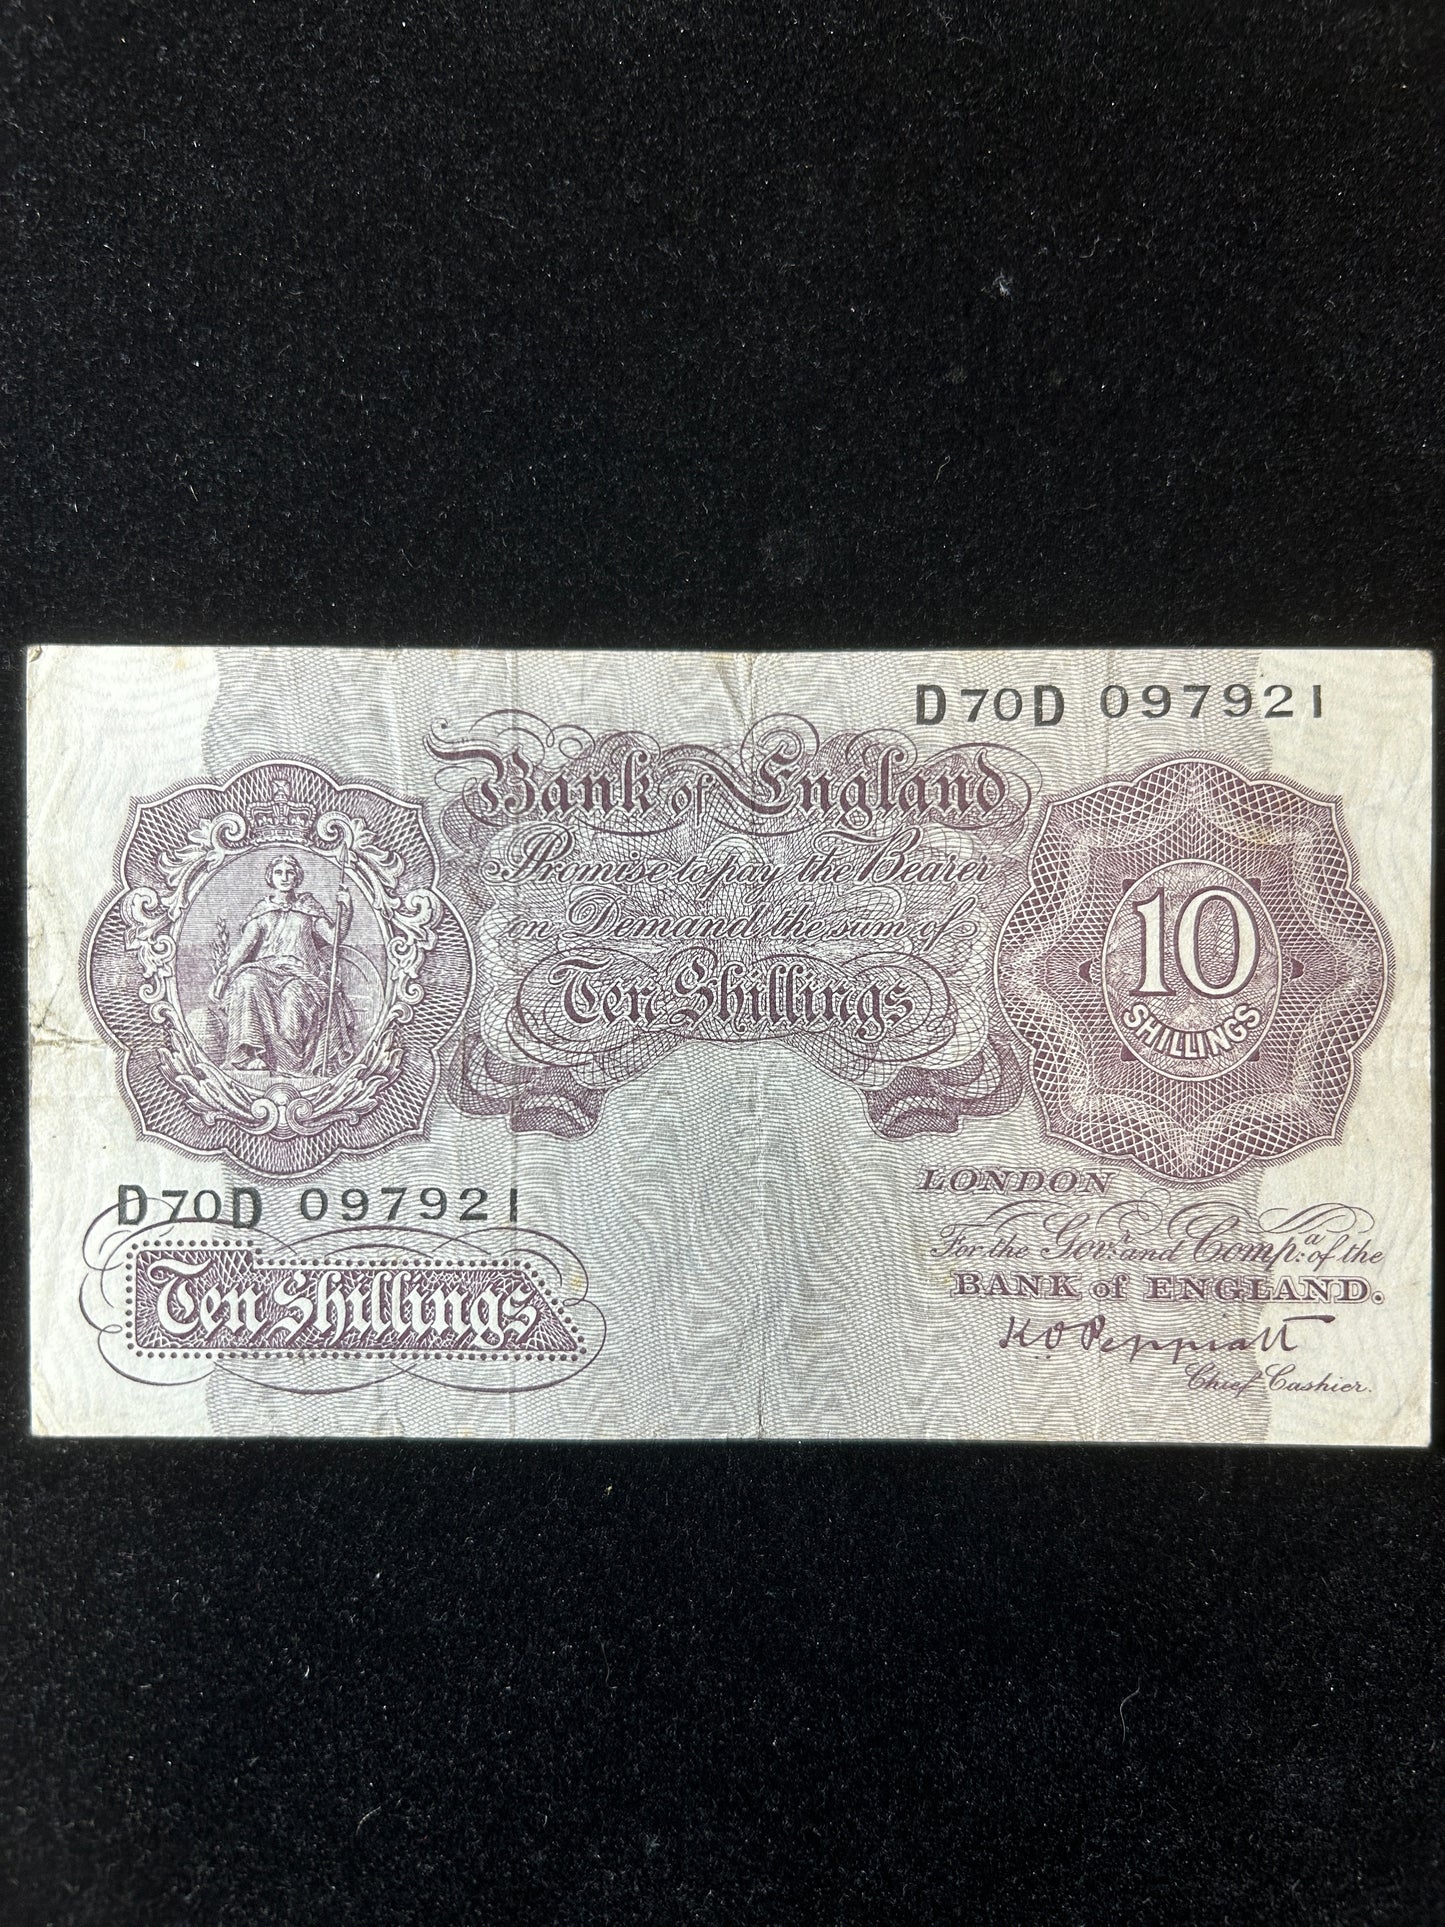 D70D 097921
Bank of England
Promise to pay the Bearer
on Demand the sum of
Ten Shillings
10
SHILLINGS
D70D 097921
Ten Shillings
LONDON
For the Govr. and Compa. of the
BANK of ENGLAND.
K.O Peppiatt
Chief Cashier.